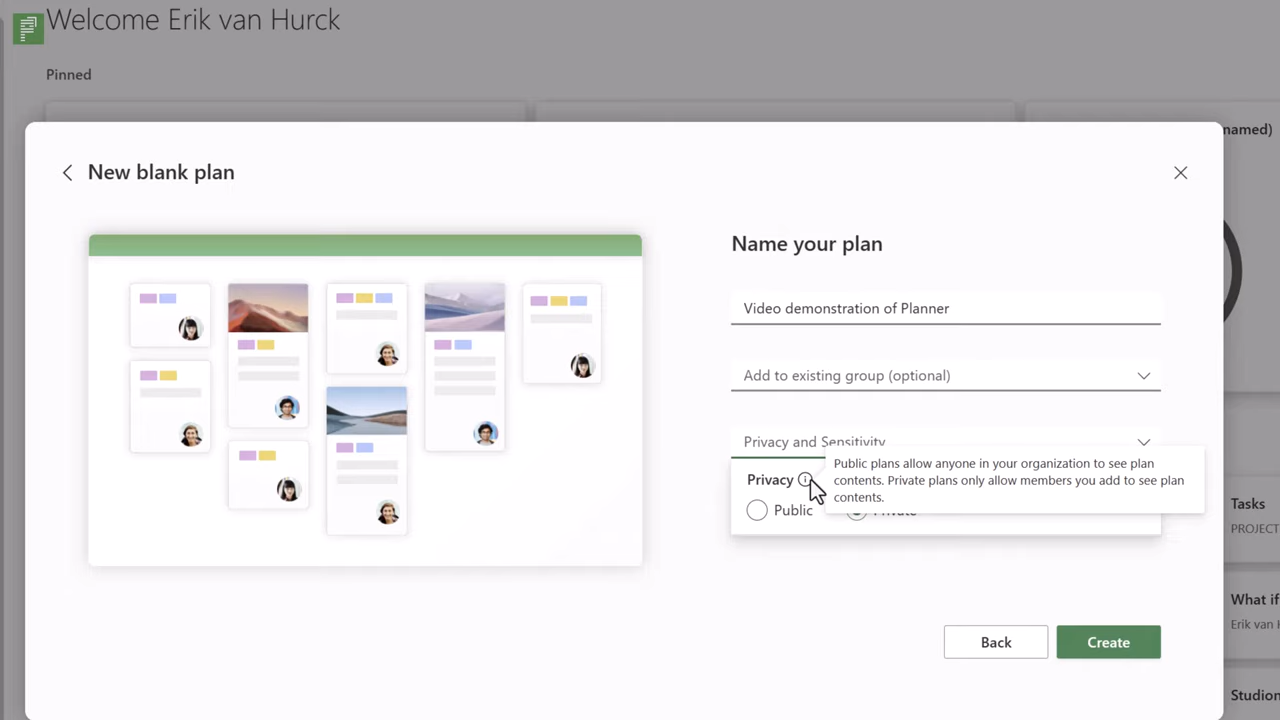 Welcome Erik van Hurck
Pinned
named)
New blank plan
Name your plan
Video demonstration of Planner
Add to existing group (optional)
Privacy and Sensitivity
Public plans allow anyone in your organization to see plan
contents. Private plans only allow members you add to see plan
contents.
Privacy
Public
Private
Tasks
PROJECT
What if
Erik van H
Back
Create
Studion